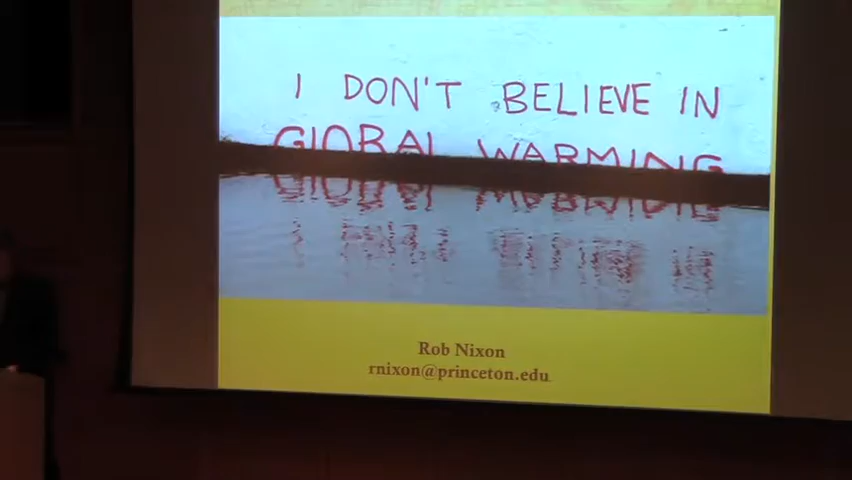 I DON'T BELIEVE IN
GLOBAL WARMING
Rob Nixon
rnixon@princeton.edu